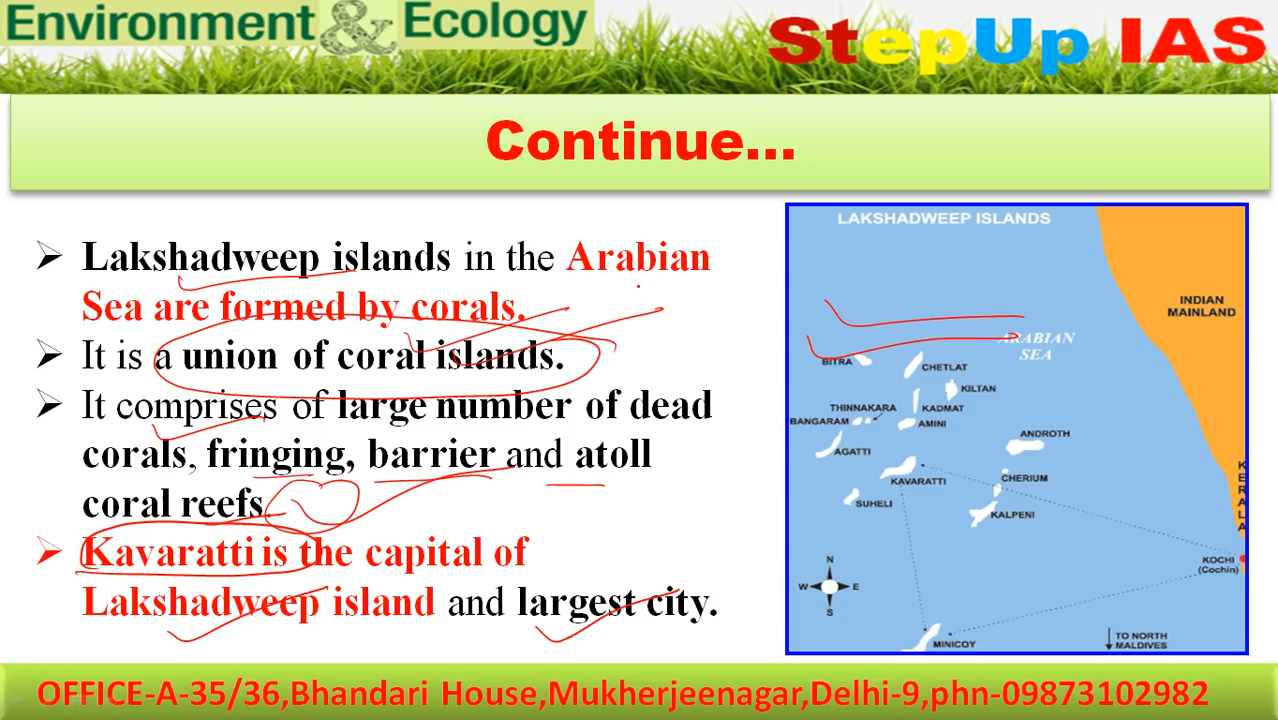 Environment & Ecology
StepUp IAS
Continue...
Lakshadweep islands in the Arabian
Sea are formed by corals.
It is a union of coral islands.
It comprises of large number of dead
corals, fringing, barrier and atoll
coral reefs.
Kavaratti is the capital of
Lakshadweep island and largest city.
LAKSHADWEEP ISLANDS
INDIAN
MAINLAND
ARABIAN
SEA
BITRA
CHETLAT
KILTAN
THINNAKARA
KADMAT
BANGARAM
AMINI
ANDROTH
AGATTI
KAVARATTI
CHERIUM
SUHELI
KALPENI
KERALA
KOCHI
(Cochin)
N
W E
S
MINICOY
TO NORTH
MALDIVES
OFFICE-A-35/36,Bhandari House,Mukherjeenagar,Delhi-9,phn-09873102982